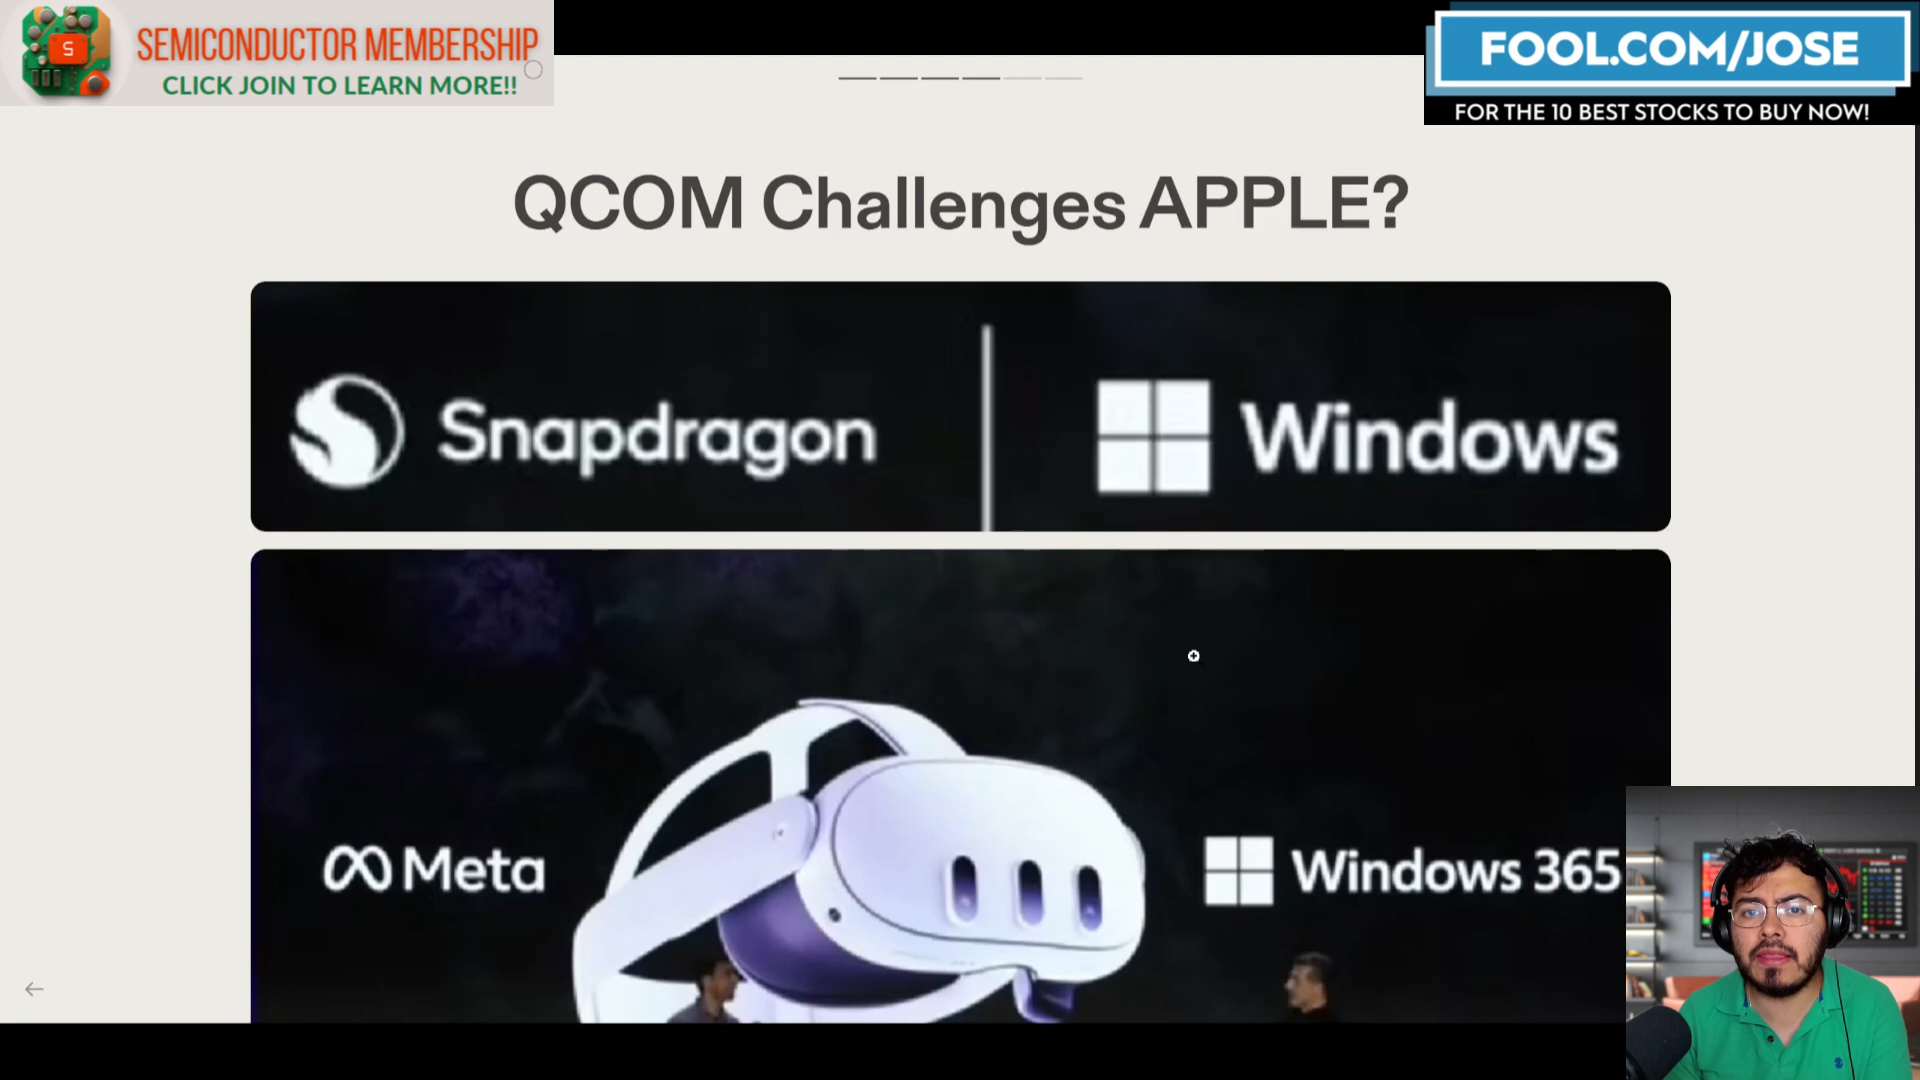 S
SEMICONDUCTOR MEMBERSHIP
CLICK JOIN TO LEARN MORE!!
FOOL.COM/JOSE
FOR THE 10 BEST STOCKS TO BUY NOW!
QCOM Challenges APPLE?
Snapdragon
Windows
Meta
Windows 365